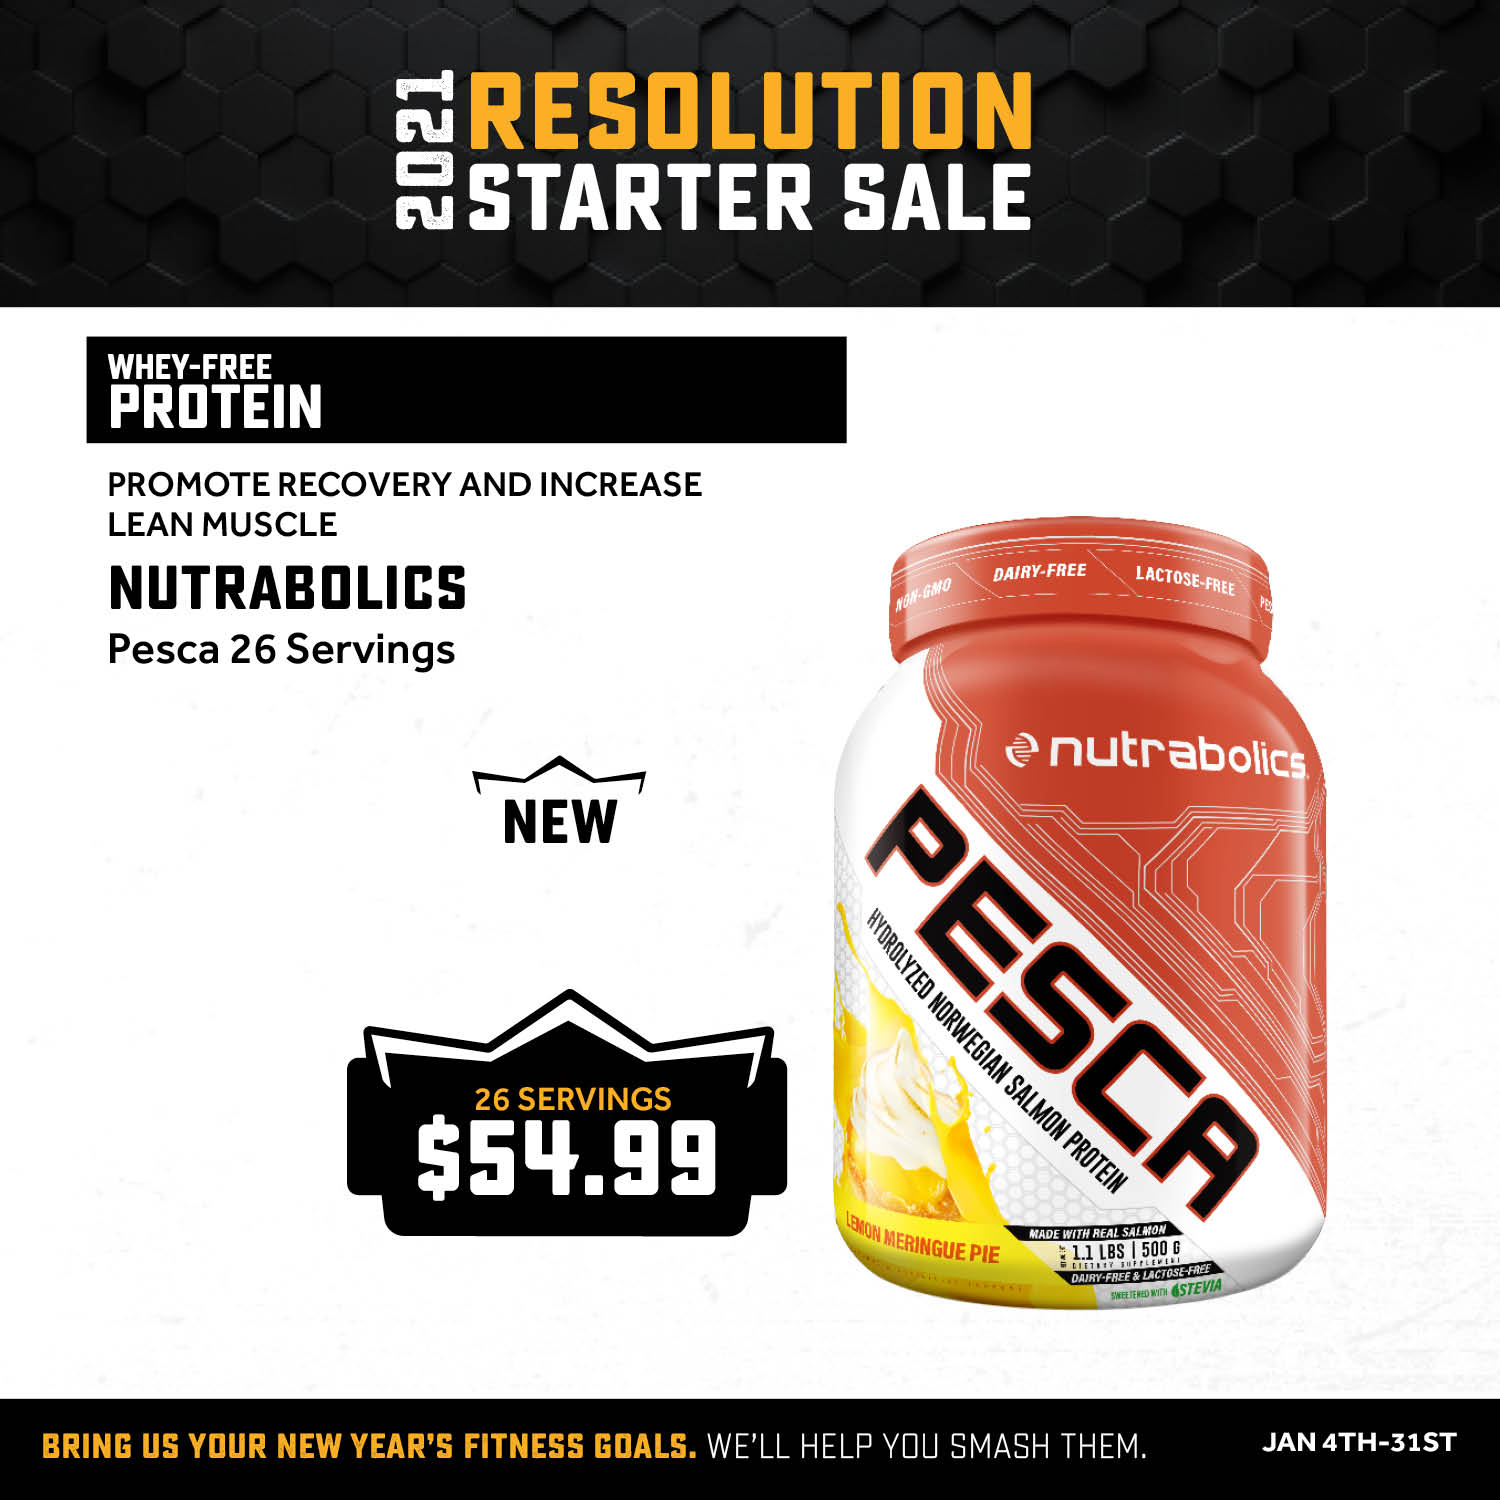 2021
RESOLUTION
STARTER SALE
WHEY-FREE
PROTEIN
PROMOTE RECOVERY AND INCREASE
LEAN MUSCLE
NUTRABOLICS
Pesca 26 Servings
NEW
26 SERVINGS
$54.99
NON-GMO
DAIRY-FREE
LACTOSE-FREE
nutrabolics
PESCA
HYDROLYZED NORWEGIAN SALMON PROTEIN
LEMON MERINGUE PIE
MADE WITH REAL SALMON
1.1 LBS | 500 G
DIETARY SUPPLEMENT
DAIRY-FREE & LACTOSE-FREE
SWEETENED WITH STEVIA
BRING US YOUR NEW YEAR'S FITNESS GOALS. WE'LL HELP YOU SMASH THEM.
JAN 4TH-31ST